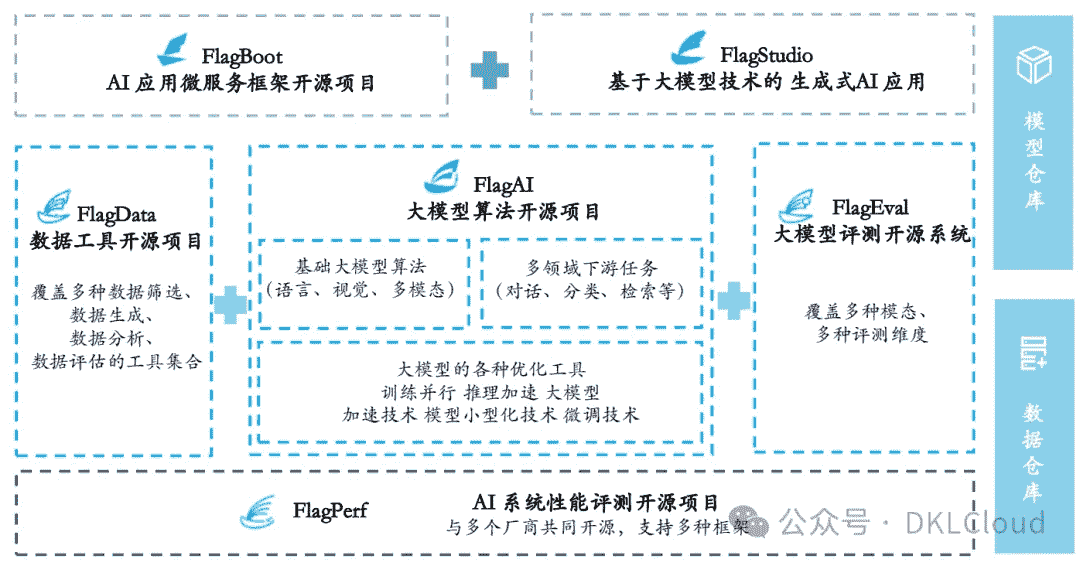 FlagBoot
AI 应用微服务框架开源项目
FlagStudio
基于大模型技术的 生成式AI 应用
模型仓库
FlagData
数据工具开源项目
覆盖多种数据筛选、
数据生成、
数据分析、
数据评估的工具集合
FlagAI
大模型算法开源项目
基础大模型算法
（语言、视觉、多模态）
多领域下游任务
（对话、分类、检索等）
大模型的各种优化工具
训练并行 推理加速 大模型
加速技术 模型小型化技术 微调技术
FlagEval
大模型评测开源系统
覆盖多种模态、
多种评测维度
数据仓库
FlagPerf
AI 系统性能评测开源项目
与多个厂商共同开源，支持多种框架
公众号 · DKLCloud